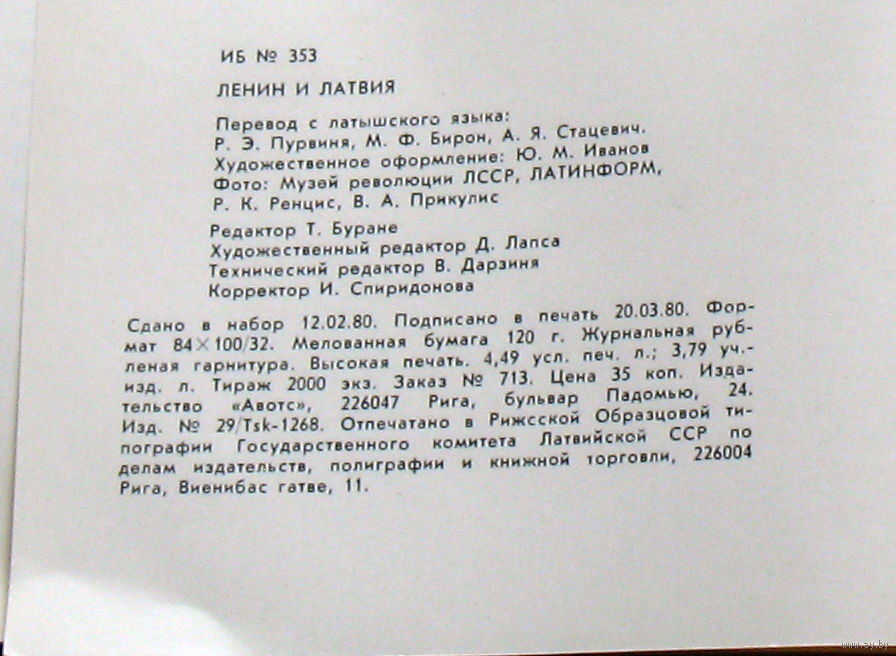 ИБ № 353
ЛЕНИН И ЛАТВИЯ
Перевод с латышского языка:
Р. Э. Пурвиня, М. Ф. Бирон, А. Я. Стацевич.
Художественное оформление: Ю. М. Иванов
Фото: Музей революции ЛССР, ЛАТИНФОРМ,
Р. К. Ренцис, В. А. Прикулис
Редактор Т. Буране
Художественный редактор Д. Лапса
Технический редактор В. Дарзиня
Корректор И. Спиридонова
Сдано в набор 12.02.80. Подписано в печать 20.03.80. Фор-
мат 84×100/32. Мелованная бумага 120 г. Журнальная руб-
леная гарнитура. Высокая печать. 4,49 усл. печ. л.; 3,79 уч.-
изд. л. Тираж 2000 экз. Заказ № 713. Цена 35 коп. Изда-
тельство «Авотс», 226047 Рига, бульвар Падомью, 24.
Изд. № 29/Tsk-1268. Отпечатано в Рижсской Образцовой ти-
пографии Государственного комитета Латвийской ССР по
делам издательств, полиграфии и книжной торговли, 226004
Рига, Виенибас гатве, 11.
www.ay.by